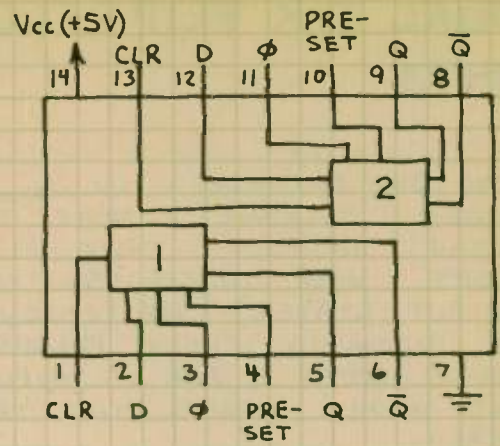 Vcc (+5V)
CLR D Φ PRE-
SET Q Q̅
14 13 12 11 10 9 8
2
1
1 2 3 4 5 6 7
CLR D Φ PRE-
SET Q Q̅